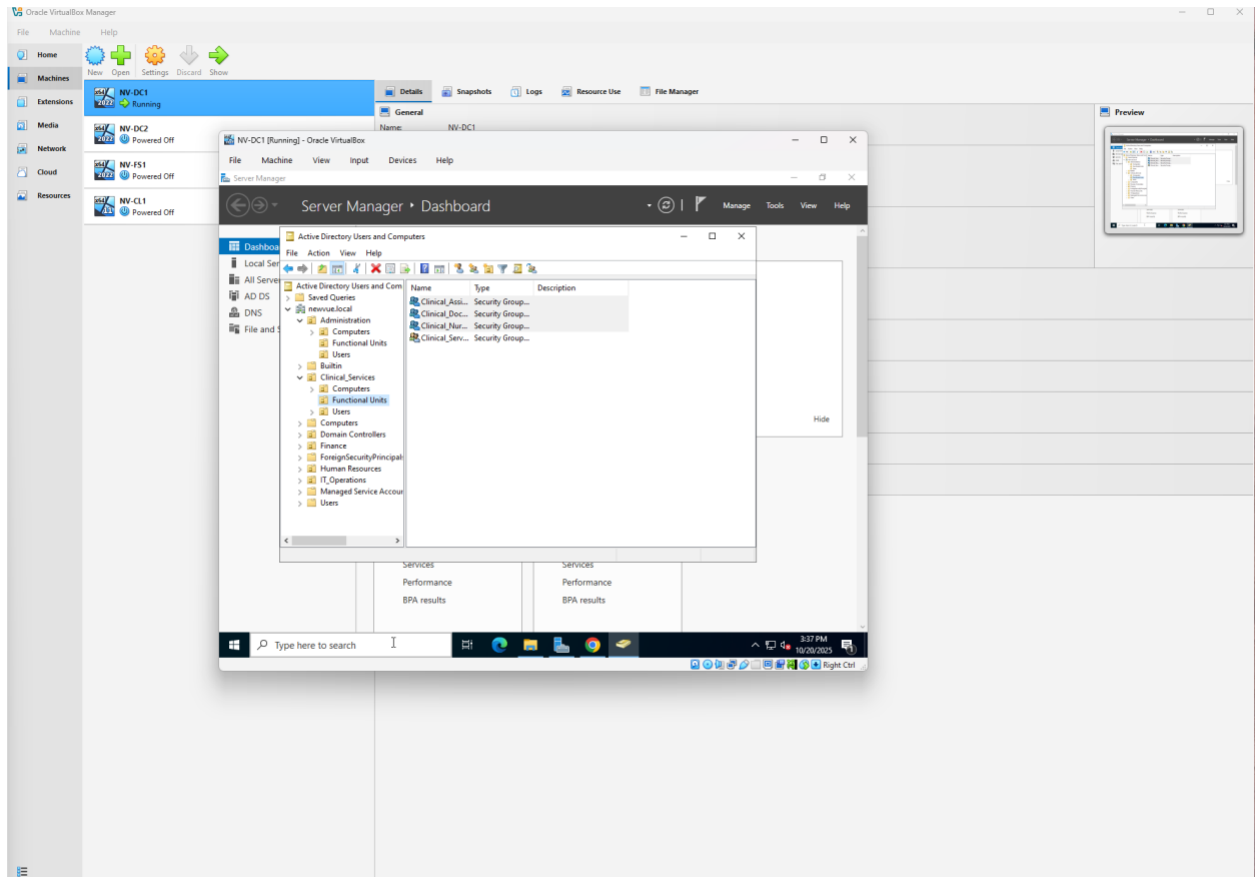 Oracle VirtualBox Manager
File Machine Help
Home
Machines
Extensions
Media
Network
Cloud
Resources
New Open Settings Discard Show
NV-DC1
Running
NV-DC2
Powered Off
NV-FS1
Powered Off
NV-CL1
Powered Off
Details Snapshots Logs Resource Use File Manager
General
Name: NV-DC1
Preview
NV-DC1 [Running] - Oracle VirtualBox
File Machine View Input Devices Help
Server Manager
Server Manager Dashboard
Manage Tools View Help
Dashboa
Local Ser
All Serve
AD DS
DNS
File and S
Active Directory Users and Computers
File Action View Help
Active Directory Users and Com
Saved Queries
newvue.local
Administration
Computers
Functional Units
Users
Builtin
Clinical_Services
Computers
Functional Units
Users
Computers
Domain Controllers
Finance
ForeignSecurityPrincipals
Human Resources
IT_Operations
Managed Service Accour
Users
Name Type Description
Clinical_Assi... Security Group...
Clinical_Doc... Security Group...
Clinical_Nur... Security Group...
Clinical_Serv... Security Group...
Hide
Services Services
Performance Performance
BPA results BPA results
Type here to search
3:37 PM
10/20/2025
Right Ctrl